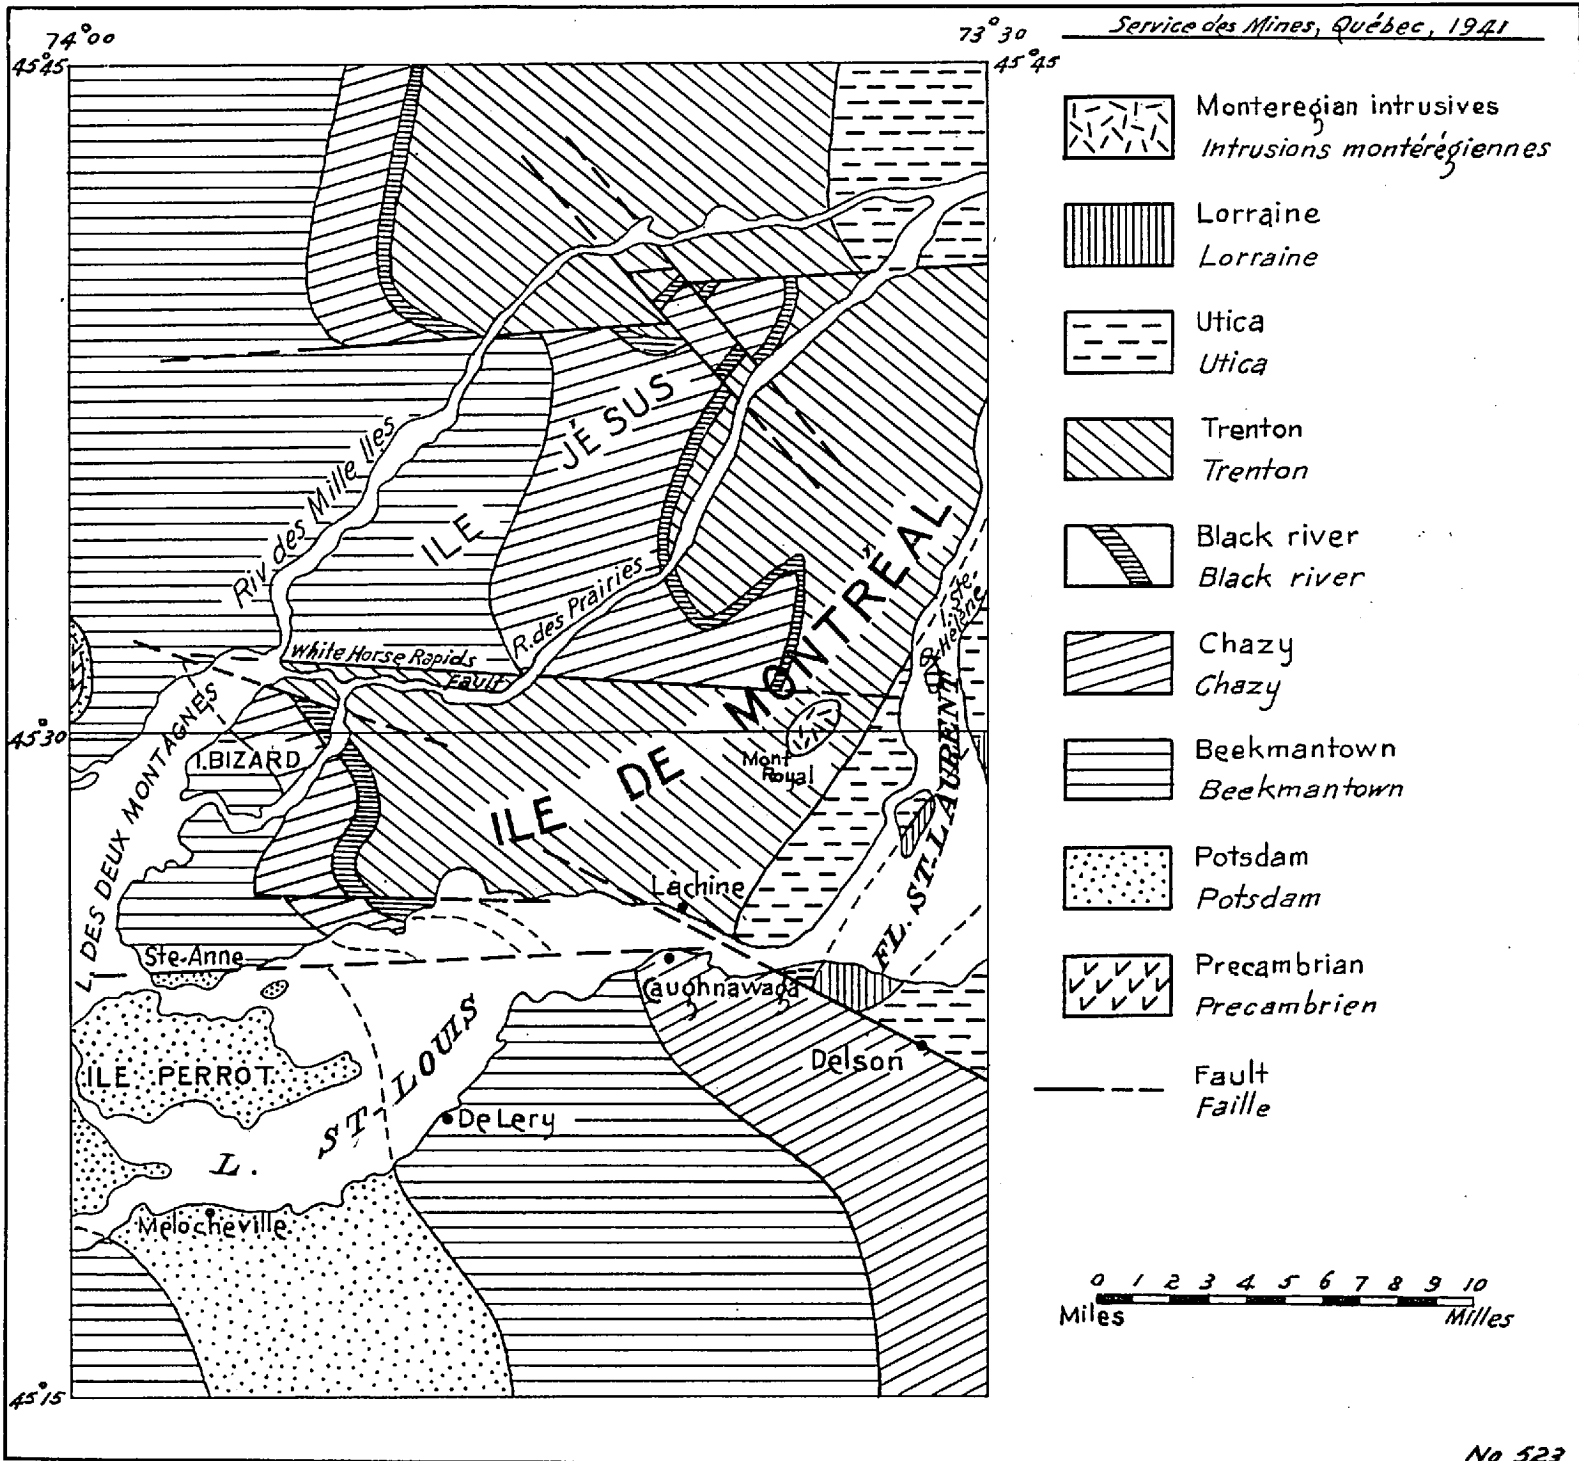 74°00
73°30
45°45
45°45
Service des Mines, Québec, 1941
Monteregian intrusives
Intrusions montérégiennes
Lorraine
Lorraine
Utica
Utica
Trenton
Trenton
Black river
Black river
Chazy
Chazy
Beekmantown
Beekmantown
Potsdam
Potsdam
Precambrian
Precambrien
Fault
Faille
0 1 2 3 4 5 6 7 8 9 10
Miles
Milles
Riv. des Mille Iles
ILE JÉSUS
R. des Prairies
White Horse Rapids
Fault
I. Ste-
Hélène
ILE DE MONTRÉAL
45°30
I. BIZARD
L. DES DEUX MONTAGNES
Mont
Royal
FL. ST-LAURENT
Lachine
Ste-Anne
Caughnawaga
Delson
ILE PERROT
L. ST-LOUIS
DeLery
Melocheville
45°15
No 523